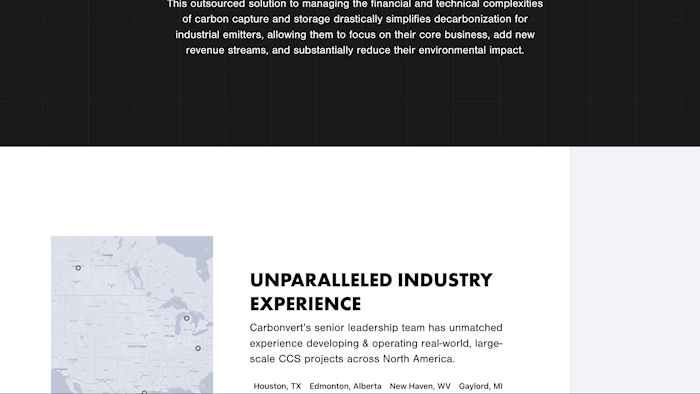 This outsourced solution to managing the financial and technical complexities
of carbon capture and storage drastically simplifies decarbonization for
industrial emitters, allowing them to focus on their core business, add new
revenue streams, and substantially reduce their environmental impact.
UNPARALLELED INDUSTRY
EXPERIENCE
Carbonvert's senior leadership team has unmatched
experience developing & operating real-world, large-
scale CCS projects across North America.
Houston, TX Edmonton, Alberta New Haven, WV Gaylord, MI